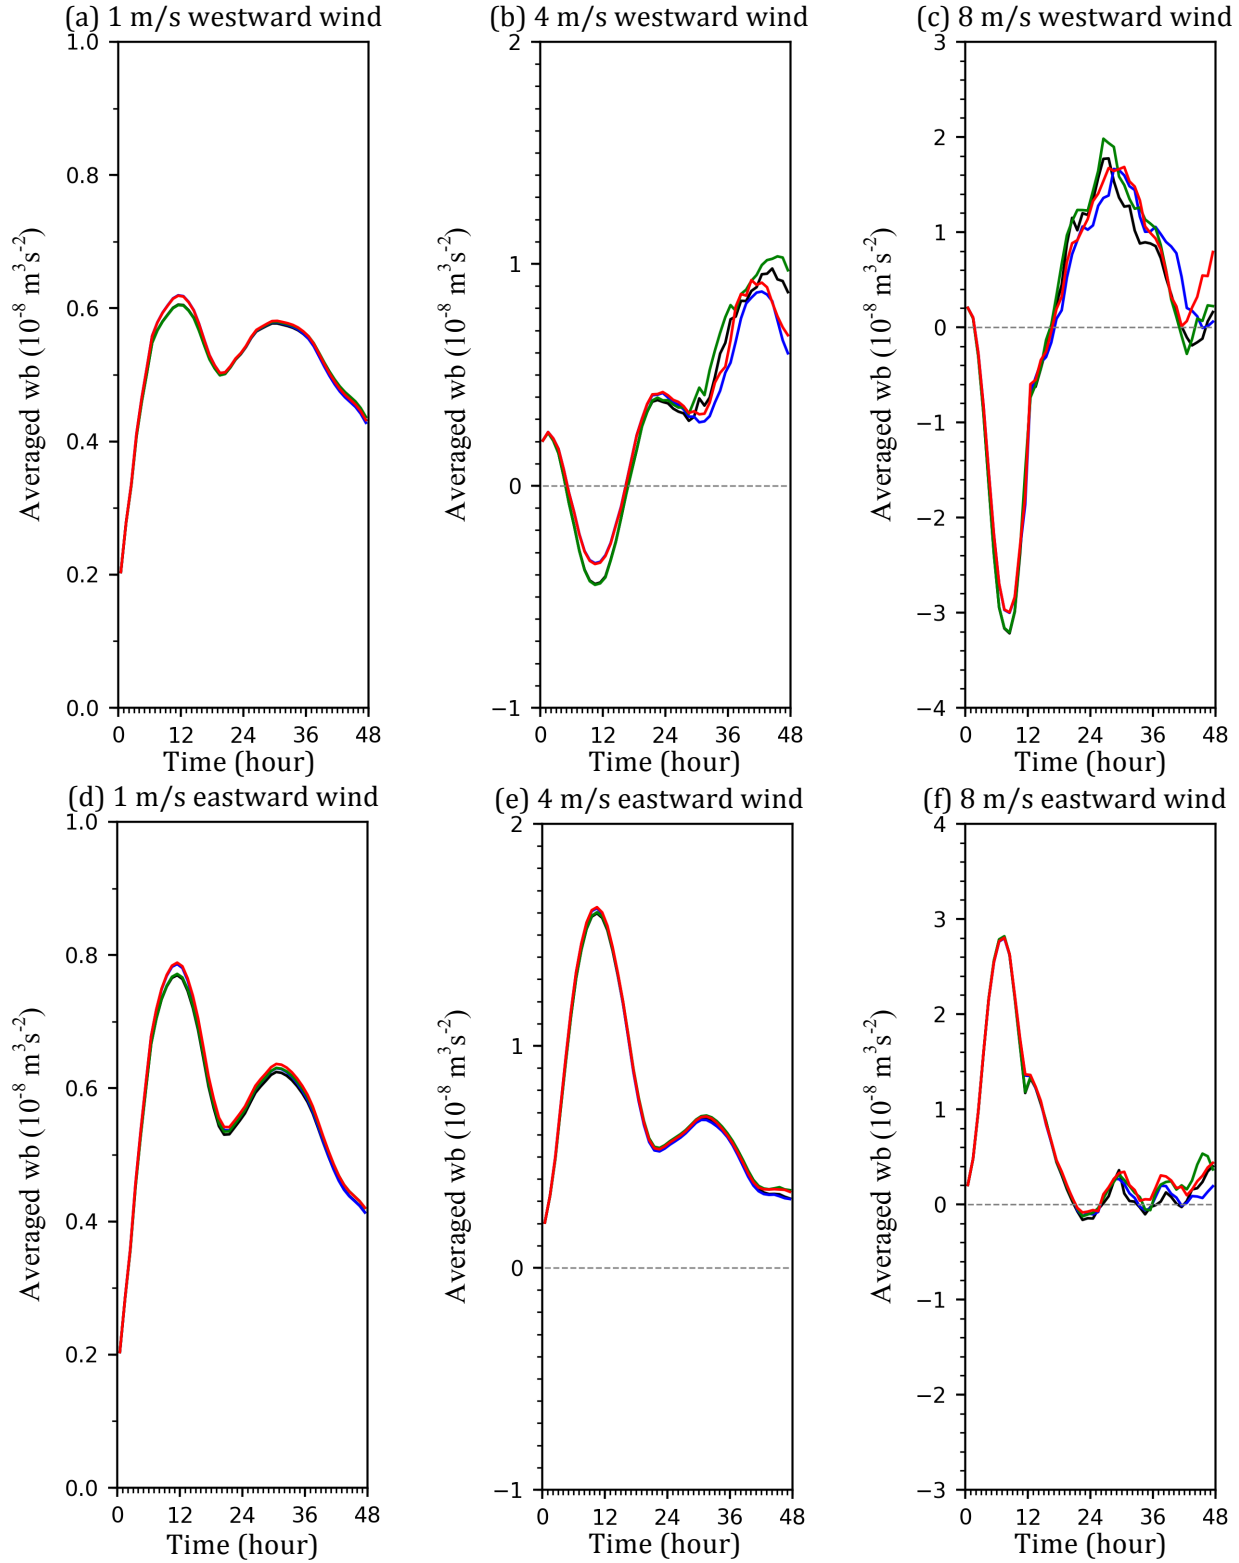 (a) 1 m/s westward wind
Averaged wb (10⁻⁸ m³s⁻²)
1.0
0.8
0.6
0.4
0.2
0.0
0 12 24 36 48
Time (hour)
(b) 4 m/s westward wind
Averaged wb (10⁻⁸ m³s⁻²)
2
1
0
−1
0 12 24 36 48
Time (hour)
(c) 8 m/s westward wind
Averaged wb (10⁻⁸ m³s⁻²)
3
2
1
0
−1
−2
−3
−4
0 12 24 36 48
Time (hour)
(d) 1 m/s eastward wind
Averaged wb (10⁻⁸ m³s⁻²)
1.0
0.8
0.6
0.4
0.2
0.0
0 12 24 36 48
Time (hour)
(e) 4 m/s eastward wind
Averaged wb (10⁻⁸ m³s⁻²)
2
1
0
−1
0 12 24 36 48
Time (hour)
(f) 8 m/s eastward wind
Averaged wb (10⁻⁸ m³s⁻²)
4
3
2
1
0
−1
−2
−3
0 12 24 36 48
Time (hour)